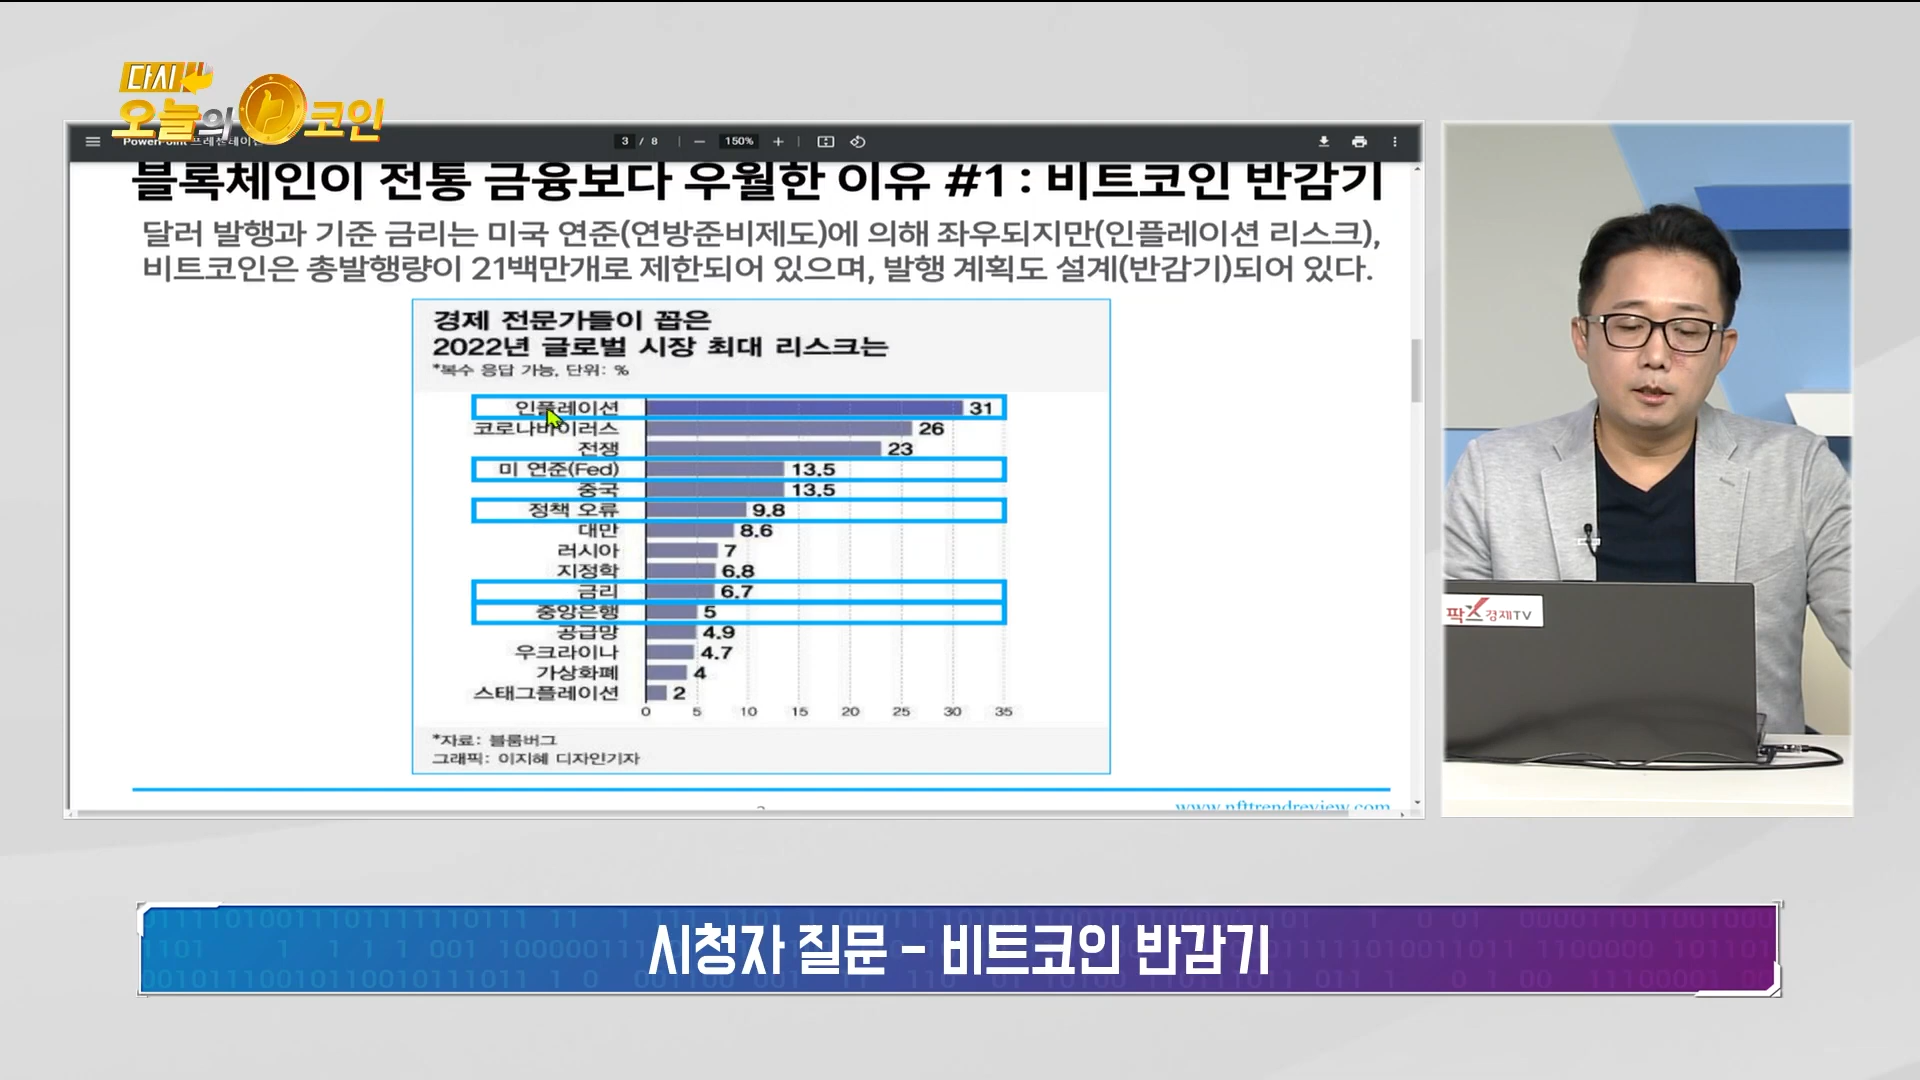 다시
오늘의 코인
3 / 8
150%
블록체인이 전통 금융보다 우월한 이유 #1 : 비트코인 반감기
달러 발행과 기준 금리는 미국 연준(연방준비제도)에 의해 좌우되지만(인플레이션 리스크),
비트코인은 총발행량이 21백만개로 제한되어 있으며, 발행 계획도 설계(반감기)되어 있다.
경제 전문가들이 꼽은
2022년 글로벌 시장 최대 리스크는
*복수 응답 가능, 단위: %
인플레이션 31
코로나바이러스 26
전쟁 23
미 연준(Fed) 13.5
중국 13.5
정책 오류 9.8
대만 8.6
러시아 7
지정학 6.8
금리 6.7
중앙은행 5
공급망 4.9
우크라이나 4.7
가상화폐 4
스태그플레이션 2
0 5 10 15 20 25 30 35
*자료: 블룸버그
그래픽: 이지혜 디자인기자
www.nfttrendreview.com
팍스경제TV
시청자 질문 - 비트코인 반감기